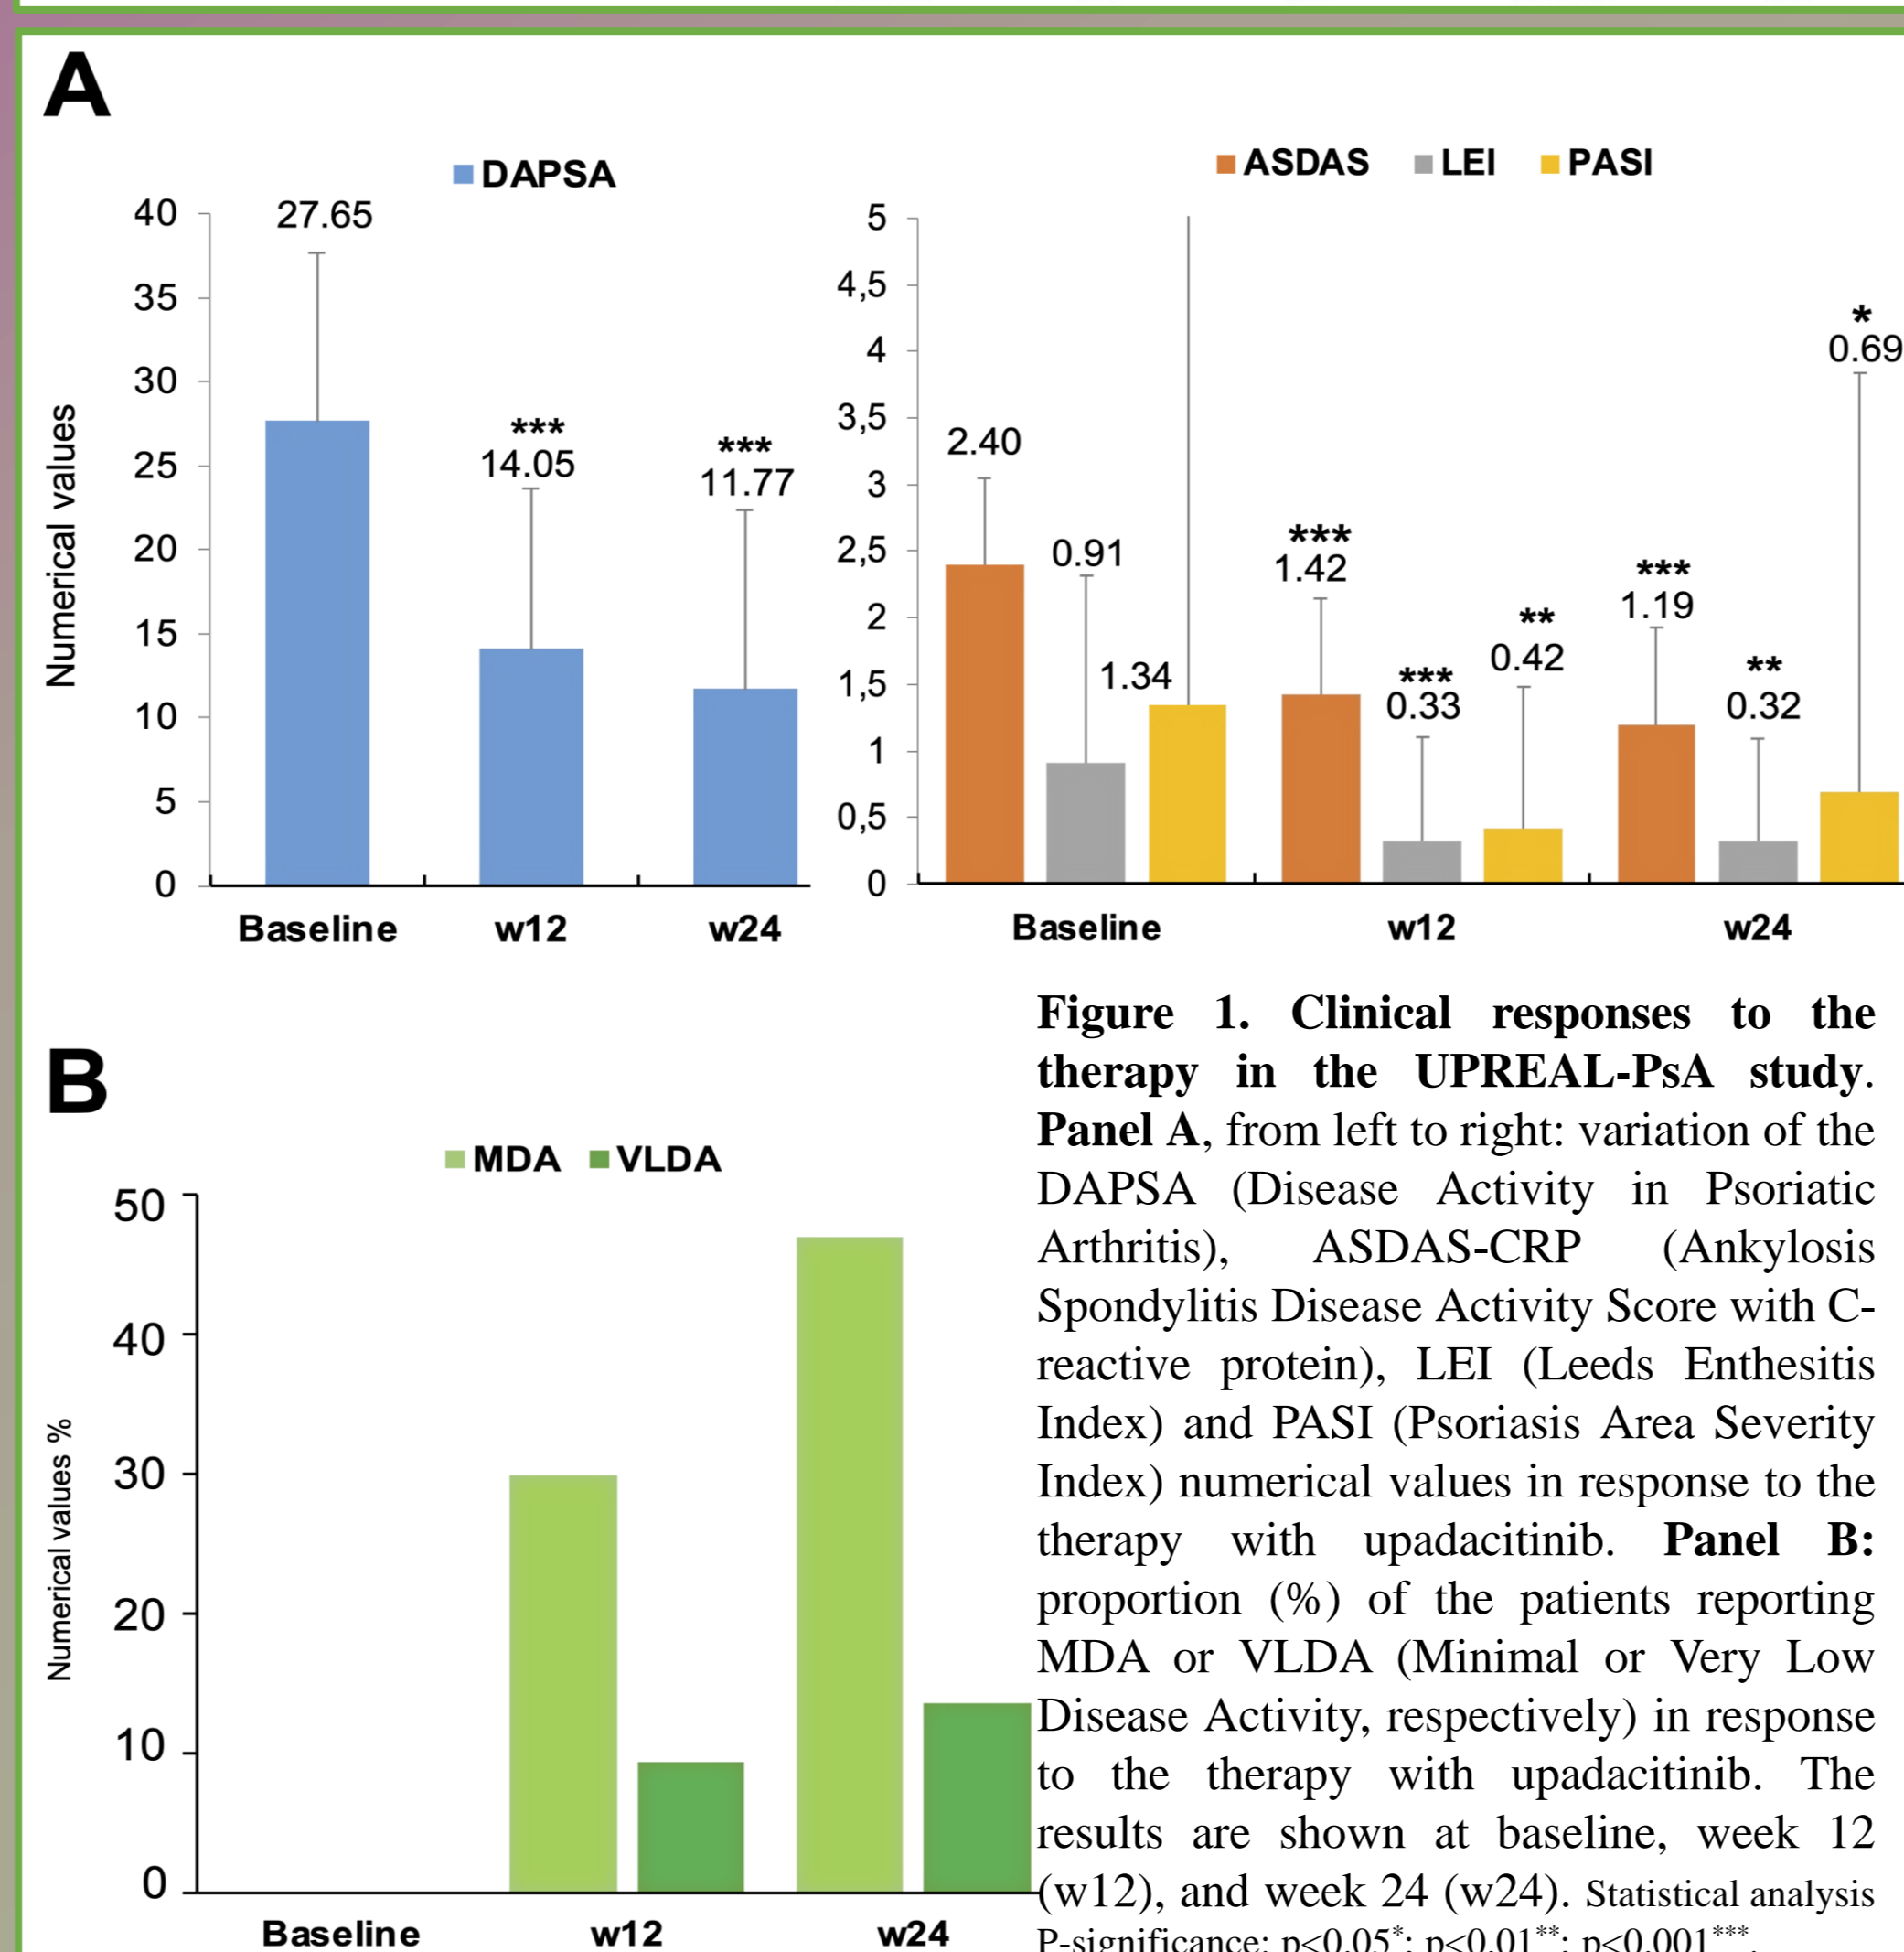 A
DAPSA
40
35
30
25
20
15
10
5
0
Numerical values
27.65
***
14.05
***
11.77
Baseline w12 w24
ASDAS LEI PASI
5
4,5
4
3,5
3
2,5
2
1,5
1
0,5
0
2.40
0.91
1.34
***
1.42
***
0.33
**
0.42
***
1.19
**
0.32
*
0.69
Baseline w12 w24
B
MDA VLDA
50
40
30
20
10
0
Numerical values %
Baseline w12 w24
Figure 1. Clinical responses to the
therapy in the UPREAL-PsA study.
Panel A, from left to right: variation of the
DAPSA (Disease Activity in Psoriatic
Arthritis), ASDAS-CRP (Ankylosis
Spondylitis Disease Activity Score with C-
reactive protein), LEI (Leeds Enthesitis
Index) and PASI (Psoriasis Area Severity
Index) numerical values in response to the
therapy with upadacitinib. Panel B:
proportion (%) of the patients reporting
MDA or VLDA (Minimal or Very Low
Disease Activity, respectively) in response
to the therapy with upadacitinib. The
results are shown at baseline, week 12
(w12), and week 24 (w24). Statistical analysis
P-significance: p<0.05*; p<0.01**; p<0.001***.